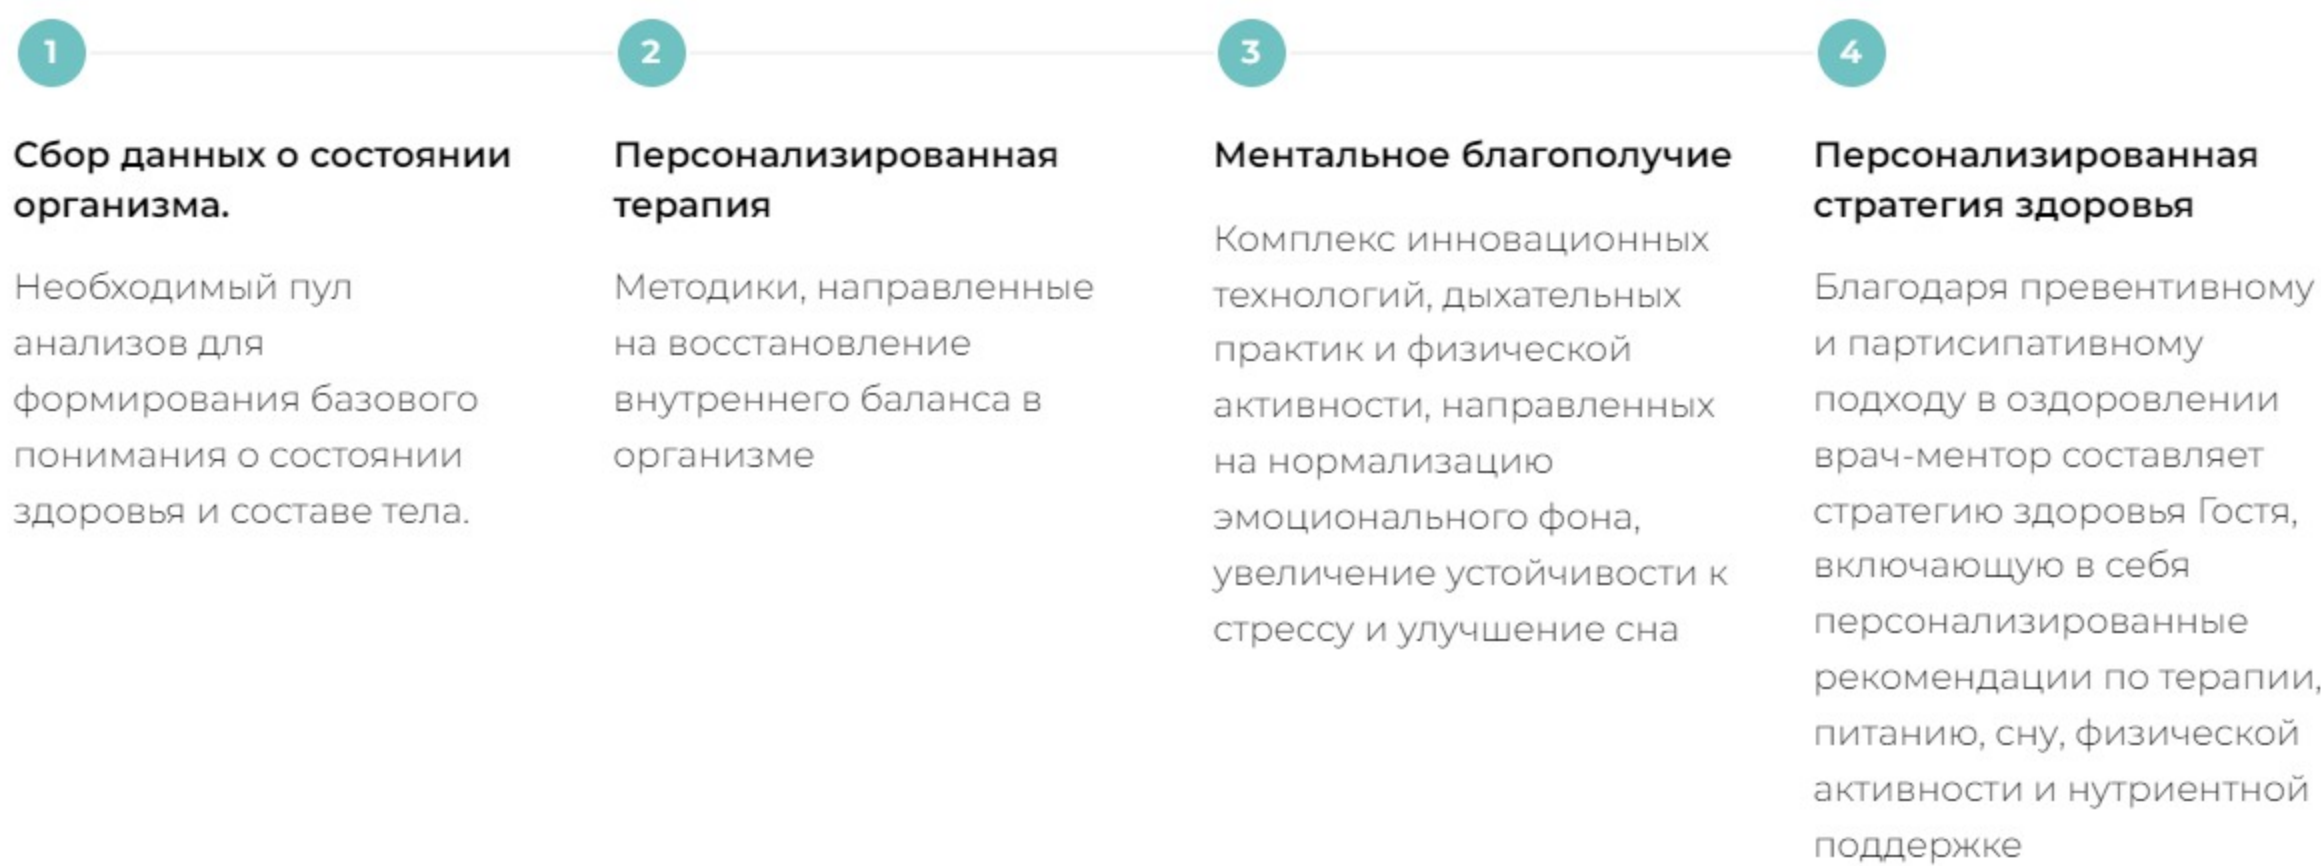 1
Сбор данных о состоянии
организма.
Необходимый пул
анализов для
формирования базового
понимания о состоянии
здоровья и составе тела.
2
Персонализированная
терапия
Методики, направленные
на восстановление
внутреннего баланса в
организме
3
Ментальное благополучие
Комплекс инновационных
технологий, дыхательных
практик и физической
активности, направленных
на нормализацию
эмоционального фона,
увеличение устойчивости к
стрессу и улучшение сна
4
Персонализированная
стратегия здоровья
Благодаря превентивному
и партисипативному
подходу в оздоровлении
врач-ментор составляет
стратегию здоровья Гостя,
включающую в себя
персонализированные
рекомендации по терапии,
питанию, сну, физической
активности и нутриентной
поддержке